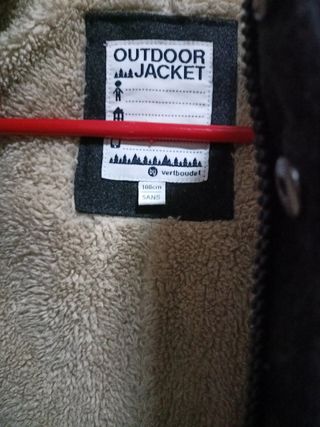 OUTDOOR
JACKET
by vertbaudet
108cm
5ANS